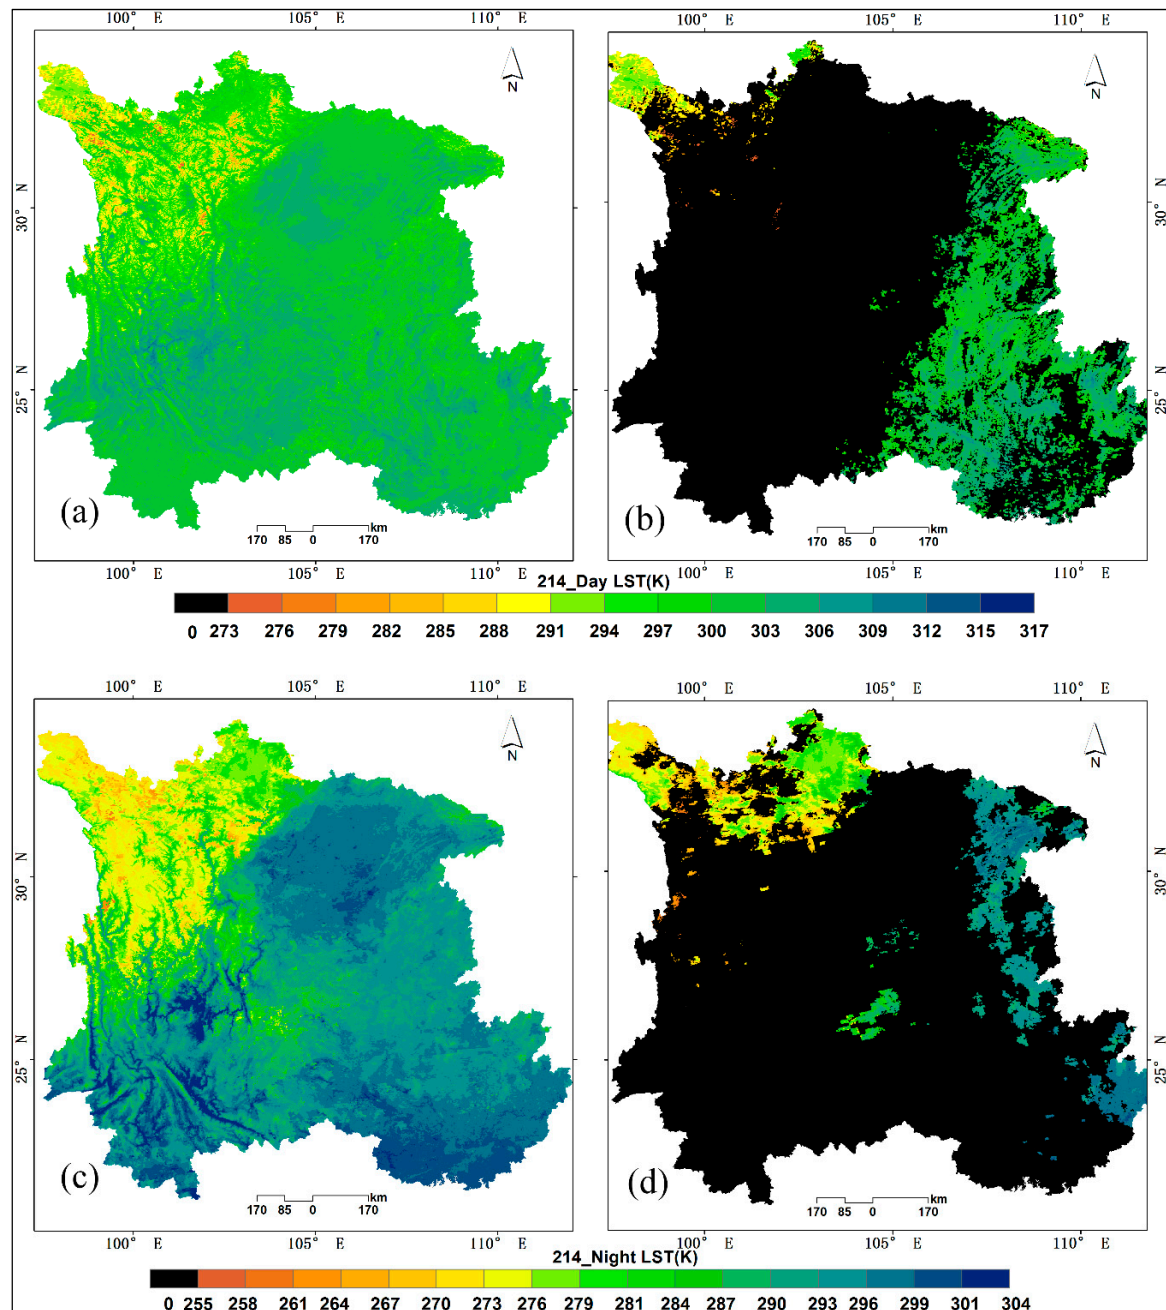 100° E 105° E 110° E
100° E 105° E 110° E
N
N
30° N
25° N
30° N
25° N
(a)
(b)
km
170 85 0 170
km
170 85 0 170
100° E 105° E 110° E
100° E 105° E 110° E
214_Day LST(K)
0 273 276 279 282 285 288 291 294 297 300 303 306 309 312 315 317
100° E 105° E 110° E
100° E 105° E 110° E
N
N
30° N
25° N
30° N
25° N
(c)
(d)
km
170 85 0 170
km
170 85 0 170
100° E 105° E 110° E
100° E 105° E 110° E
214_Night LST(K)
0 255 258 261 264 267 270 273 276 279 281 284 287 290 293 296 299 301 304